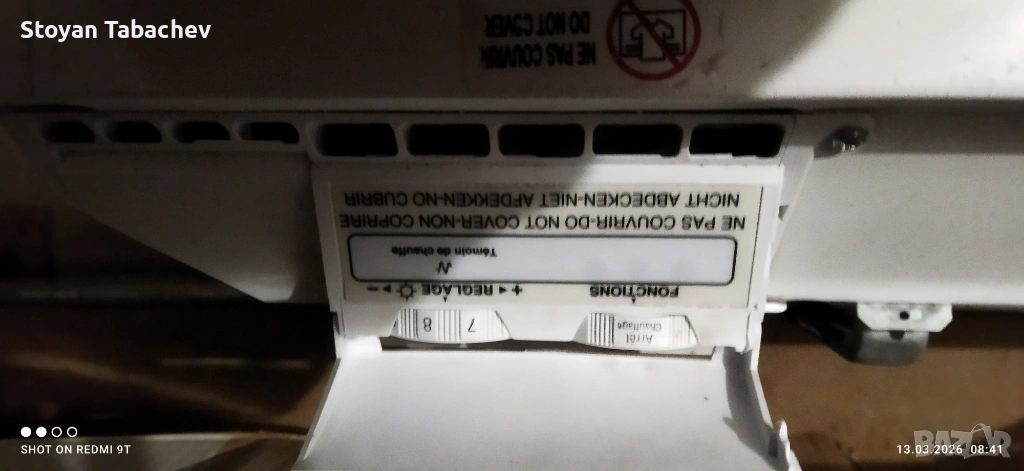 Stoyan Tabachev
NE PAS COUVRIR
DO NOT COVER
NICHT ABDECKEN-NIET AFDEKKEN-NO CUBRIR
NE PAS COUVRIR-DO NOT COVER-NON COPRIRE
Témoin de chauffe
FONCTIONS
+ ◄ REGLAGE ► -
7 8
Arrêt
Chauffage
SHOT ON REDMI 9T
BAZAR
13.03.2026 08:41